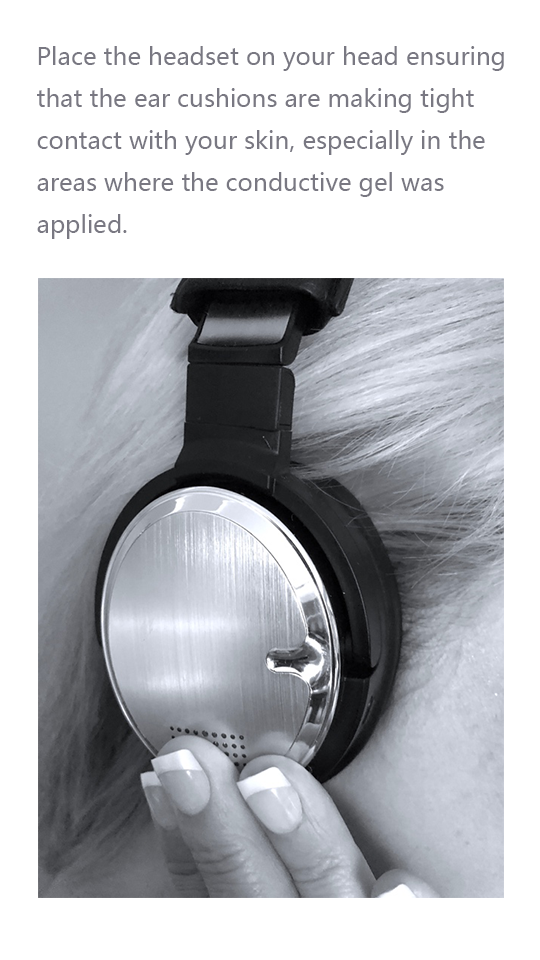 Place the headset on your head ensuring
that the ear cushions are making tight
contact with your skin, especially in the
areas where the conductive gel was
applied.